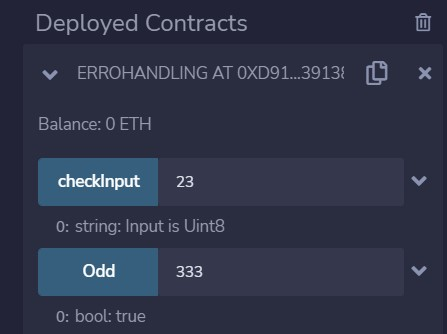 Deployed Contracts
ERROHANDLING AT 0XD91...39138
Balance: 0 ETH
checkInput 23
0: string: Input is Uint8
Odd 333
0: bool: true